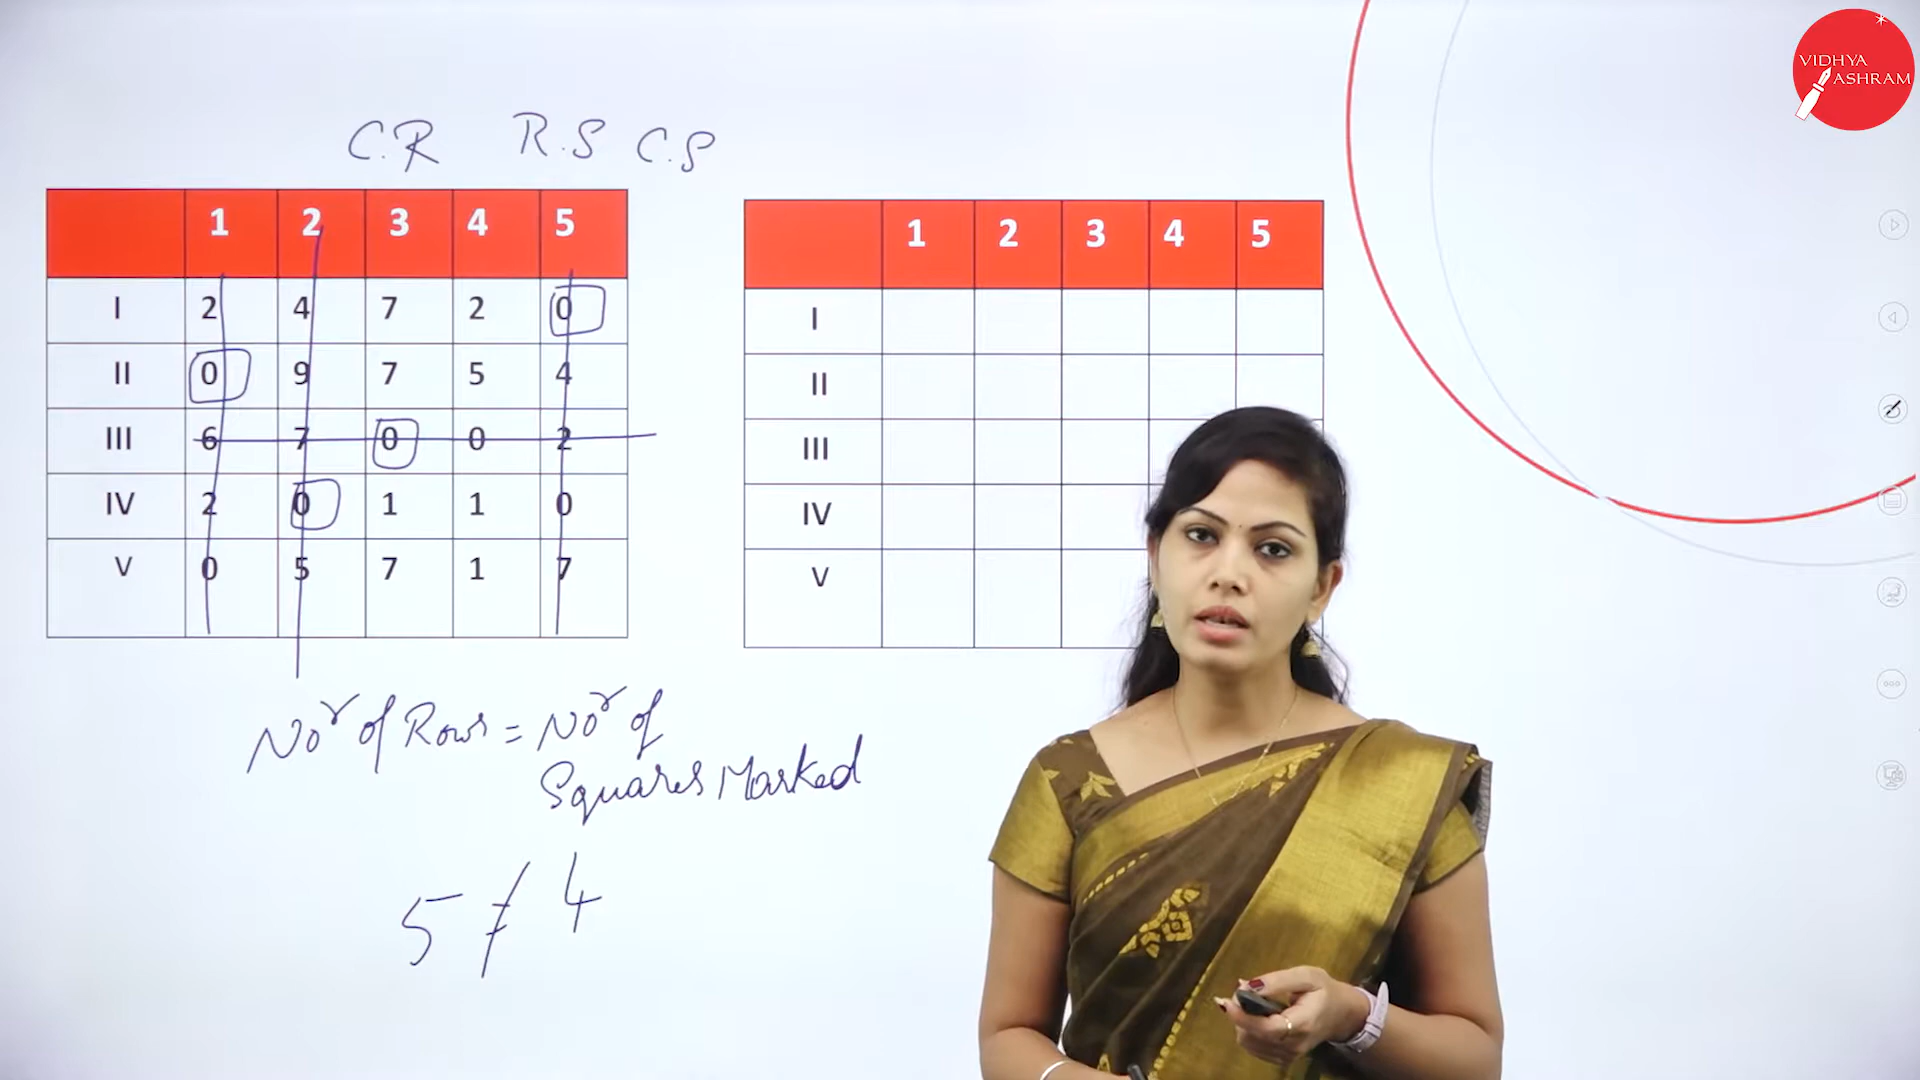 VIDHYA
ASHRAM
C.R R.S C.S
1 2 3 4 5
I 2 4 7 2 0
II 0 9 7 5 4
III 6 7 0 0 2
IV 2 0 1 1 0
V 0 5 7 1 7
1 2 3 4 5
I
II
III
IV
V
Noʳ of Rows = Noʳ of
Squares Marked
5 ≠ 4